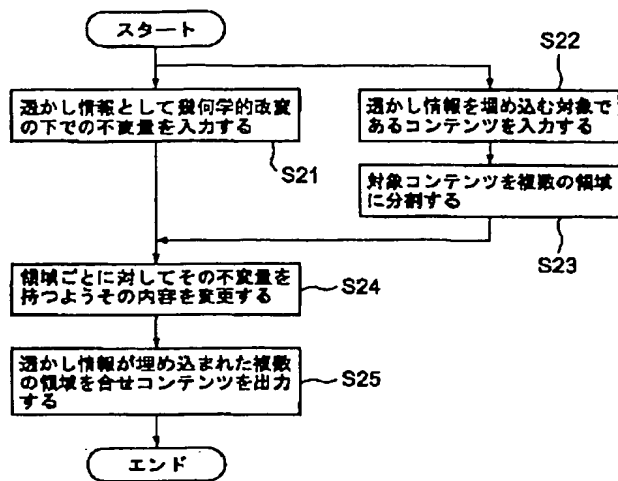 スタート
透かし情報として幾何学的改変
の下での不変量を入力する
S21
S22
透かし情報を埋め込む対象で
あるコンテンツを入力する
対象コンテンツを複数の領域
に分割する
S23
領域ごとに対してその不変量を
持つようその内容を変更する
S24
透かし情報が埋め込まれた複数
の領域を合せコンテンツを出力
する
S25
エンド